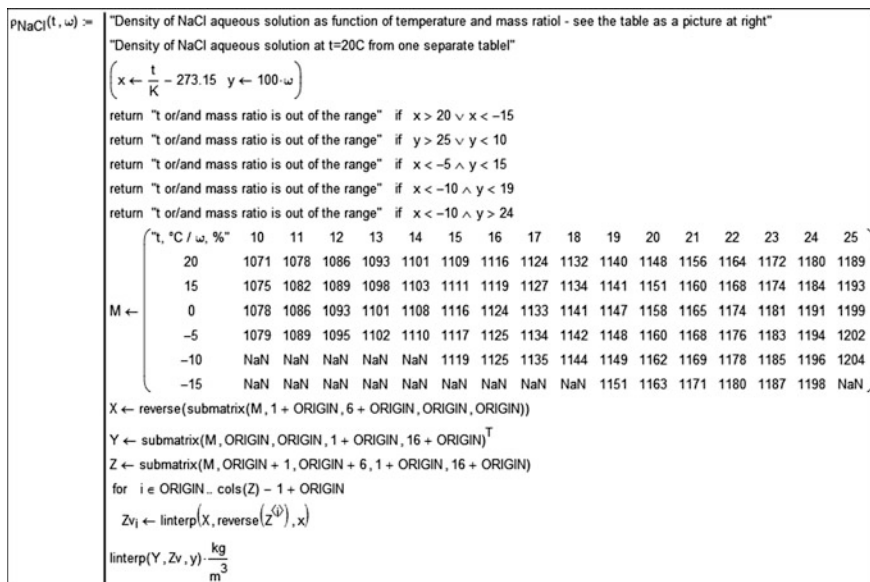 ρNaCl(t, ω) := "Density of NaCl aqueous solution as function of temperature and mass ratiol - see the table as a picture at right"
"Density of NaCl aqueous solution at t=20C from one separate tablel"
(x ← t/K − 273.15 y ← 100·ω)
return "t or/and mass ratio is out of the range" if x > 20 ∨ x < −15
return "t or/and mass ratio is out of the range" if y > 25 ∨ y < 10
return "t or/and mass ratio is out of the range" if x < −5 ∧ y < 15
return "t or/and mass ratio is out of the range" if x < −10 ∧ y < 19
return "t or/and mass ratio is out of the range" if x < −10 ∧ y > 24
"t, °C / ω, %" 10 11 12 13 14 15 16 17 18 19 20 21 22 23 24 25
20 1071 1078 1086 1093 1101 1109 1116 1124 1132 1140 1148 1156 1164 1172 1180 1189
15 1075 1082 1089 1098 1103 1111 1119 1127 1134 1141 1151 1160 1168 1174 1184 1193
M ← 0 1078 1086 1093 1101 1108 1116 1124 1133 1141 1147 1158 1165 1174 1181 1191 1199
−5 1079 1089 1095 1102 1110 1117 1125 1134 1142 1148 1160 1168 1176 1183 1194 1202
−10 NaN NaN NaN NaN NaN 1119 1125 1135 1144 1149 1162 1169 1178 1185 1196 1204
−15 NaN NaN NaN NaN NaN NaN NaN NaN NaN 1151 1163 1171 1180 1187 1198 NaN
X ← reverse(submatrix(M, 1 + ORIGIN, 6 + ORIGIN, ORIGIN, ORIGIN))
Y ← submatrix(M, ORIGIN, ORIGIN, 1 + ORIGIN, 16 + ORIGIN)^T
Z ← submatrix(M, ORIGIN + 1, ORIGIN + 6, 1 + ORIGIN, 16 + ORIGIN)
for i ∈ ORIGIN .. cols(Z) − 1 + ORIGIN
Zv_i ← linterp(X, reverse(Z^⟨i⟩), x)
linterp(Y, Zv, y)·kg/m^3